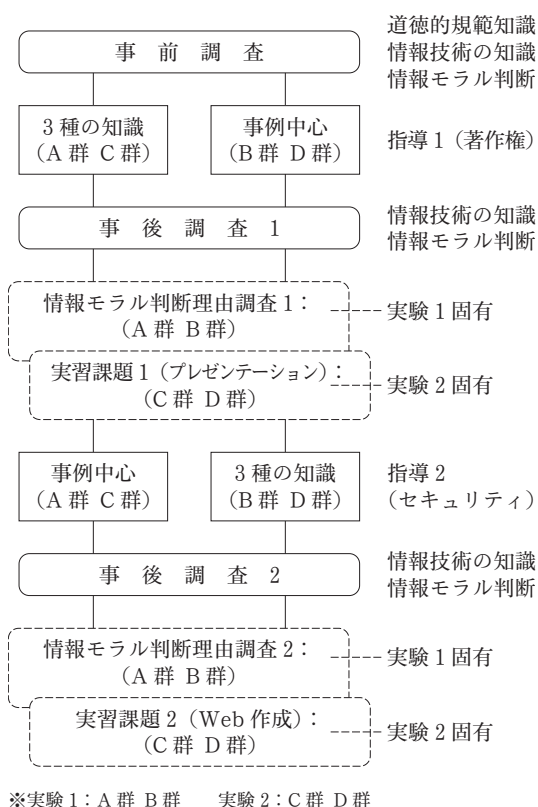 道徳的規範知識
事 前 調 査
情報技術の知識
情報モラル判断
3種の知識
(A群 C群)
事例中心
(B群 D群)
指導1(著作権)
事 後 調 査 1
情報技術の知識
情報モラル判断
情報モラル判断理由調査1:
(A群 B群)
実験1固有
実習課題1(プレゼンテーション):
(C群 D群)
実験2固有
事例中心
(A群 C群)
3種の知識
(B群 D群)
指導2
(セキュリティ)
事 後 調 査 2
情報技術の知識
情報モラル判断
情報モラル判断理由調査2:
(A群 B群)
実験1固有
実習課題2(Web作成):
(C群 D群)
実験2固有
※実験1:A群 B群 実験2:C群 D群